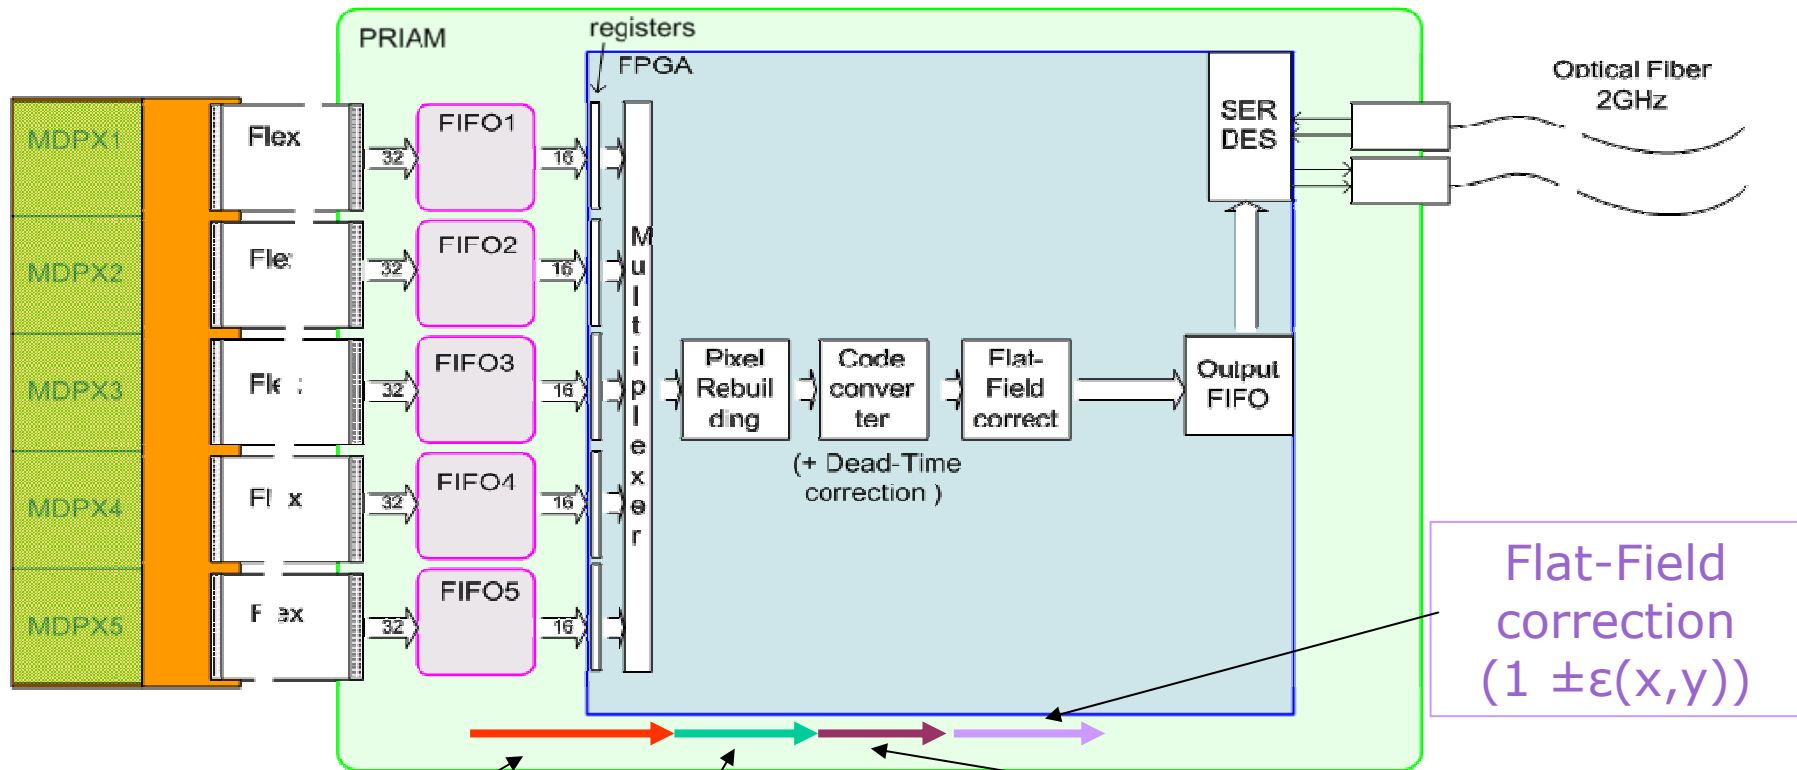 PRIAM
registers
FPGA
Optical Fiber
2GHz
MDPX1
Flex
32
FIFO1
16
SER
DES
MDPX2
32
FIFO2
16
Multiplexer
MDPX3
32
FIFO3
16
Pixel
Rebuil
ding
Code
conver
ter
Flat-
Field
correct
Output
FIFO
(+ Dead-Time
correction )
MDPX4
32
FIFO4
16
MDPX5
32
FIFO5
16
Flat-Field
correction
(1 ±ε(x,y))